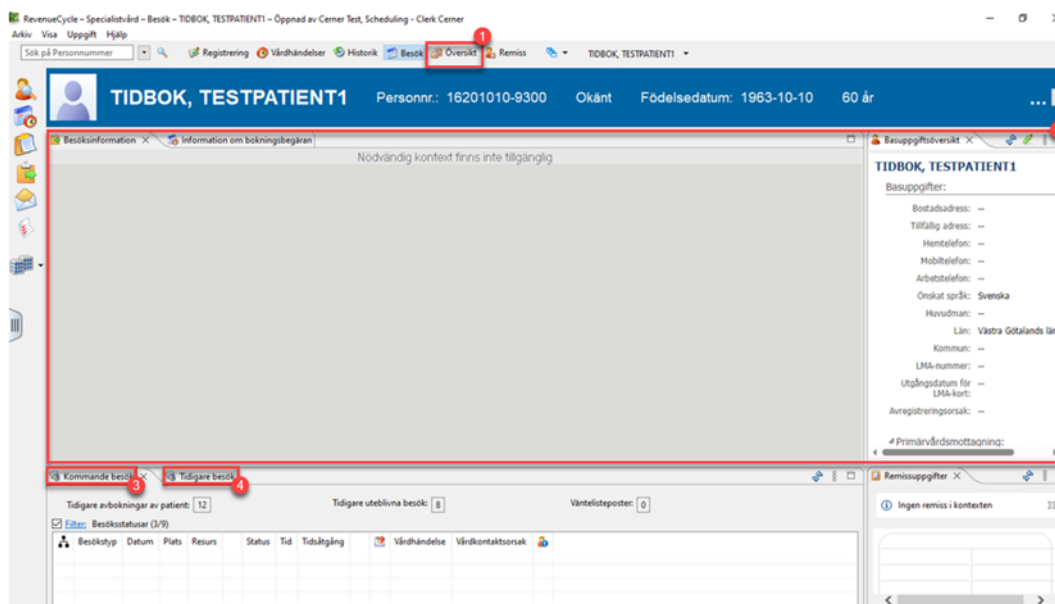 RevenueCycle – Specialistvård – Besök – TIDBOK, TESTPATIENT1 – Öppnad av Cerner Test, Scheduling - Clerk Cerner
Arkiv Visa Uppgift Hjälp
1
Sök på Personnummer Registrering Vårdhändelser Historik Besök Översikt Remiss TIDBOK, TESTPATIENT1
TIDBOK, TESTPATIENT1 Personnr.: 16201010-9300 Okänt Födelsedatum: 1963-10-10 60 år ...
Besöksinformation Information om bokningsbegäran
Nödvändig kontext finns inte tillgänglig
Basuppgiftsöversikt
TIDBOK, TESTPATIENT1
Basuppgifter:
Bostadsadress: --
Tillfällig adress: --
Hemtelefon: --
Mobiltelefon: --
Arbetstelefon: --
Önskat språk: Svenska
Huvudman: --
Län: Västra Götalands län
Kommun: --
LMA-nummer: --
Utgångsdatum för --
LMA-kort:
Avregistreringsorsak: --
Primärvårdsmottagning:
Kommande besök Tidigare besök
3 4
Tidigare avbokningar av patient: 12 Tidigare uteblivna besök: 8 Väntelisteposter: 0
Filter: Besöksstatusar (3/9)
Besökstyp Datum Plats Resurs Status Tid Tidsåtgång Vårdhändelse Vårdkontaktsorsak
Remissuppgifter
Ingen remiss i kontexten